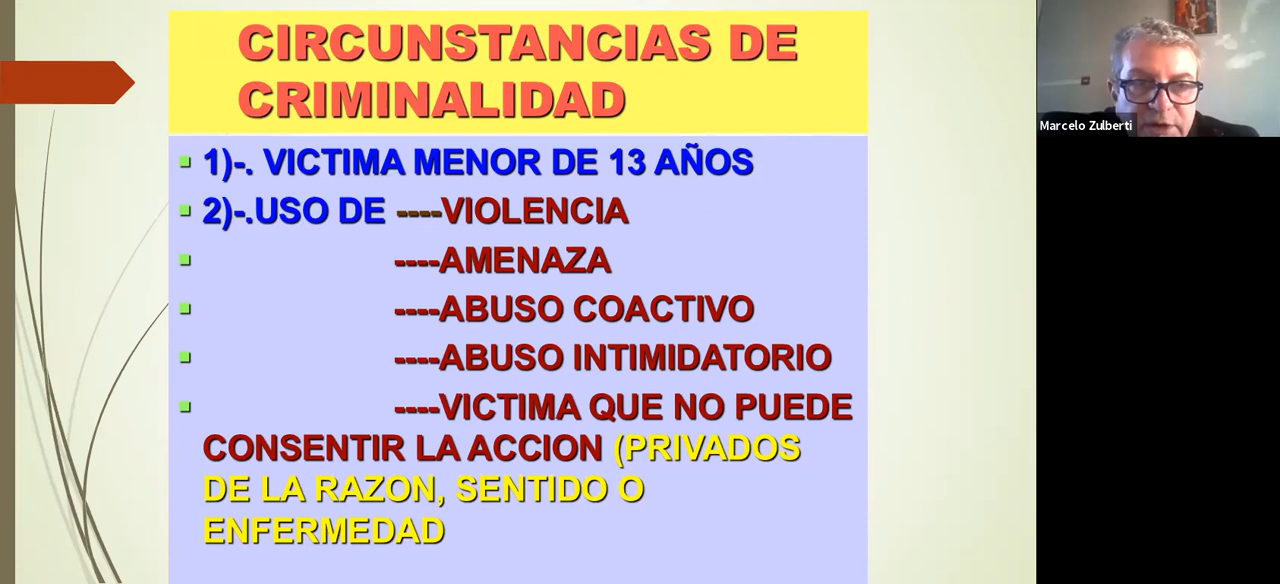 CIRCUNSTANCIAS DE
CRIMINALIDAD
1)-. VICTIMA MENOR DE 13 AÑOS
2)-.USO DE ----VIOLENCIA
----AMENAZA
----ABUSO COACTIVO
----ABUSO INTIMIDATORIO
----VICTIMA QUE NO PUEDE
CONSENTIR LA ACCION (PRIVADOS
DE LA RAZON, SENTIDO O
ENFERMEDAD
Marcelo Zulberti